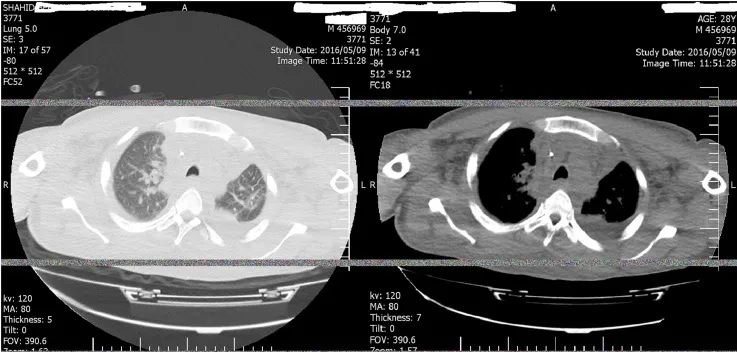 SHAHID
3771
Lung 5.0
SE: 3
IM: 17 of 57
-80
512 * 512
FC52
A
M 456969
3771
Study Date: 2016/05/09
Image Time: 11:51:28
R
L
kv: 120
MA: 80
Thickness: 5
Tilt: 0
FOV: 390.6
3771
Body 7.0
SE: 2
IM: 13 of 41
-84
512 * 512
FC18
A
AGE: 28Y
M 456969
3771
Study Date: 2016/05/09
Image Time: 11:51:28
R
L
kv: 120
MA: 80
Thickness: 7
Tilt: 0
FOV: 390.6